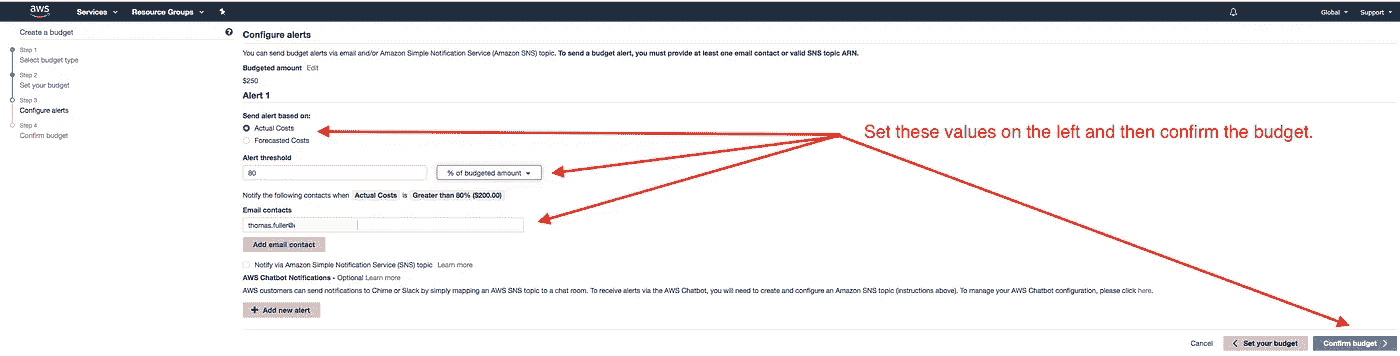 aws Services Resource Groups Global Support
Create a budget
Step 1
Select budget type
Step 2
Set your budget
Step 3
Configure alerts
Step 4
Confirm budget
Configure alerts
You can send budget alerts via email and/or Amazon Simple Notification Service (Amazon SNS) topic. To send a budget alert, you must provide at least one email contact or valid SNS topic ARN.
Budgeted amount Edit
$250
Alert 1
Send alert based on:
Actual Costs
Forecasted Costs
Alert threshold
80 % of budgeted amount
Notify the following contacts when Actual Costs is Greater than 80% ($200.00)
Email contacts
thomas.fuller@
Add email contact
Notify via Amazon Simple Notification Service (SNS) topic Learn more
AWS Chatbot Notifications - Optional Learn more
AWS customers can send notifications to Chime or Slack by simply mapping an AWS SNS topic to a chat room. To receive alerts via the AWS Chatbot, you will need to create and configure an Amazon SNS topic (instructions above). To manage your AWS Chatbot configuration, please click here.
+ Add new alert
Set these values on the left and then confirm the budget.
Cancel < Set your budget Confirm budget >